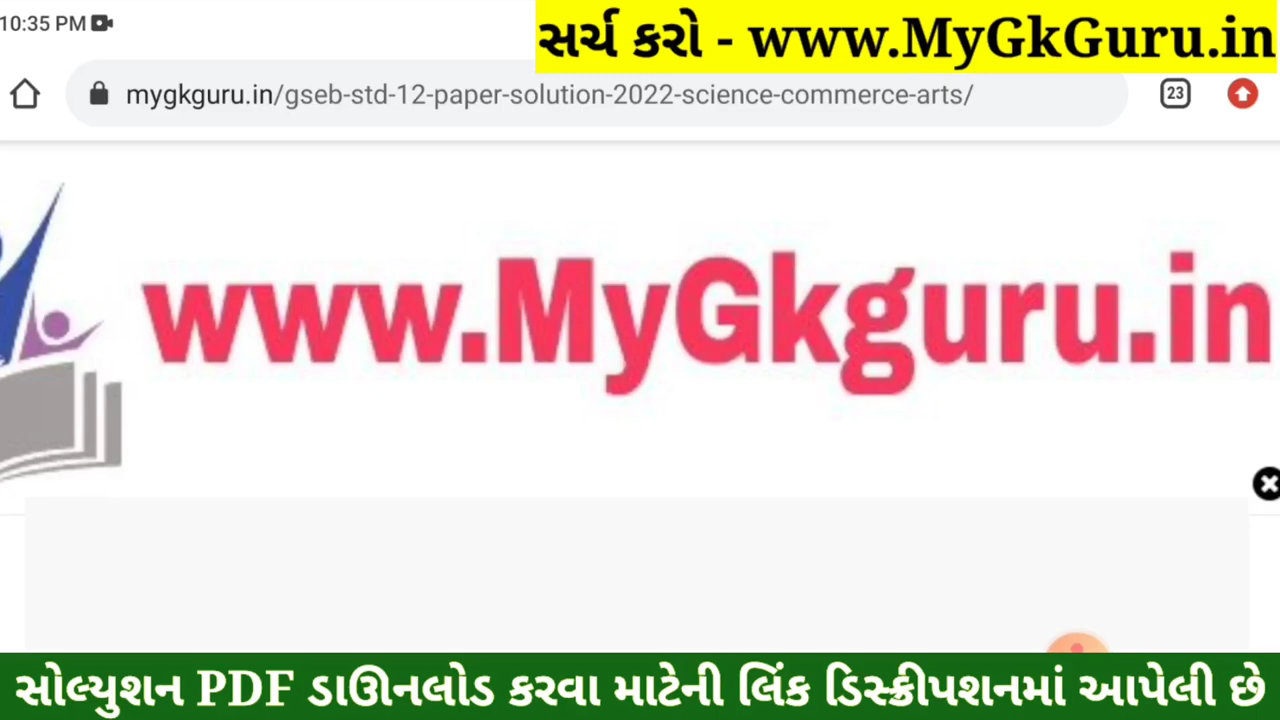 10:35 PM
સર્ચ કરો - www.MyGkGuru.in
mygkguru.in/gseb-std-12-paper-solution-2022-science-commerce-arts/
23
www.MyGkguru.in
સોલ્યુશન PDF ડાઊનલોડ કરવા માટેની લિંક ડિસ્ક્રીપશનમાં આપેલી છે